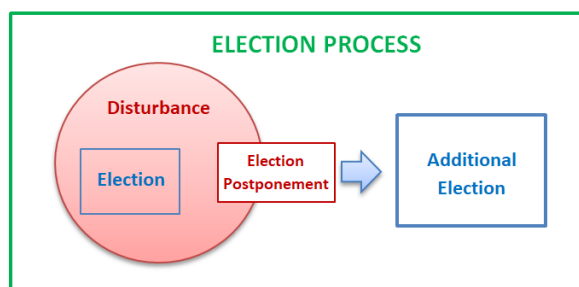 ELECTION PROCESS
Disturbance
Election
Election
Postponement
Additional
Election